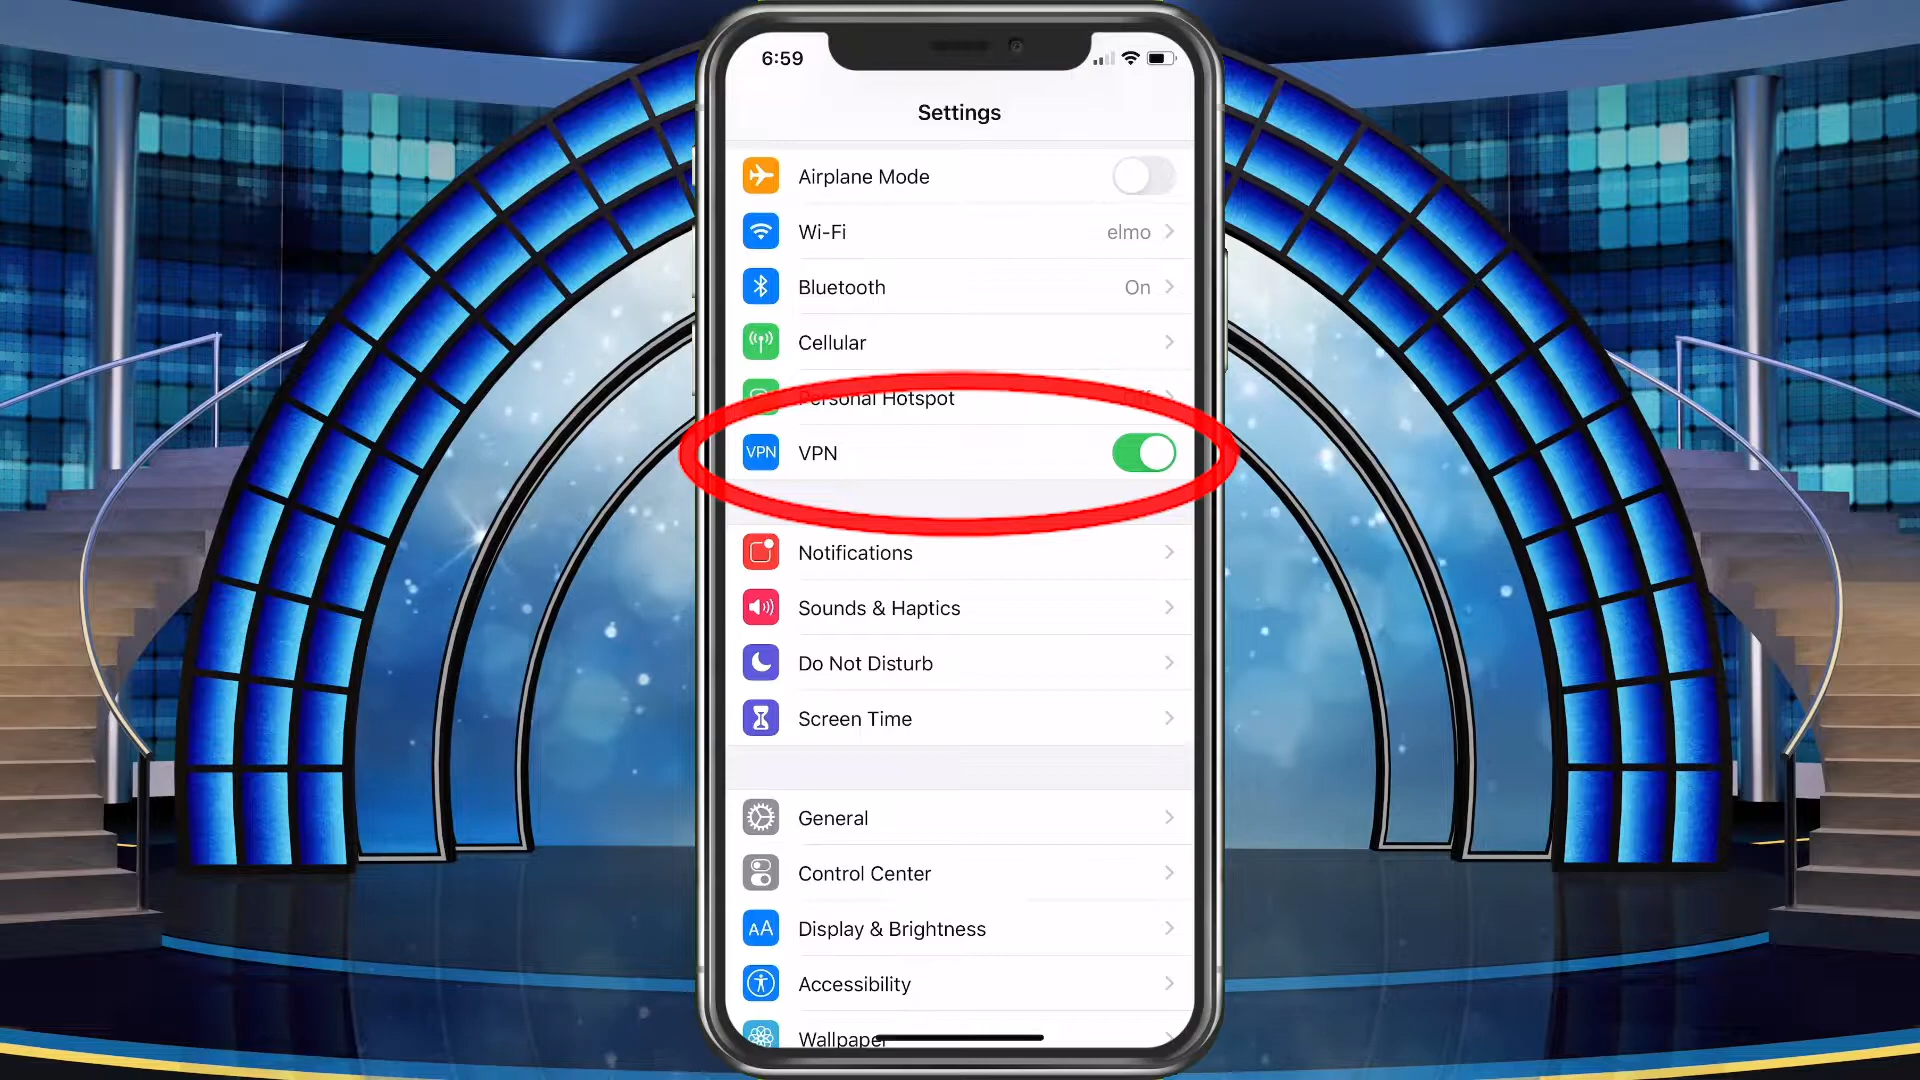 6:59
Settings
Airplane Mode
Wi-Fi elmo
Bluetooth On
Cellular
Personal Hotspot
VPN VPN
Notifications
Sounds & Haptics
Do Not Disturb
Screen Time
General
Control Center
AA Display & Brightness
Accessibility
Wallpaper